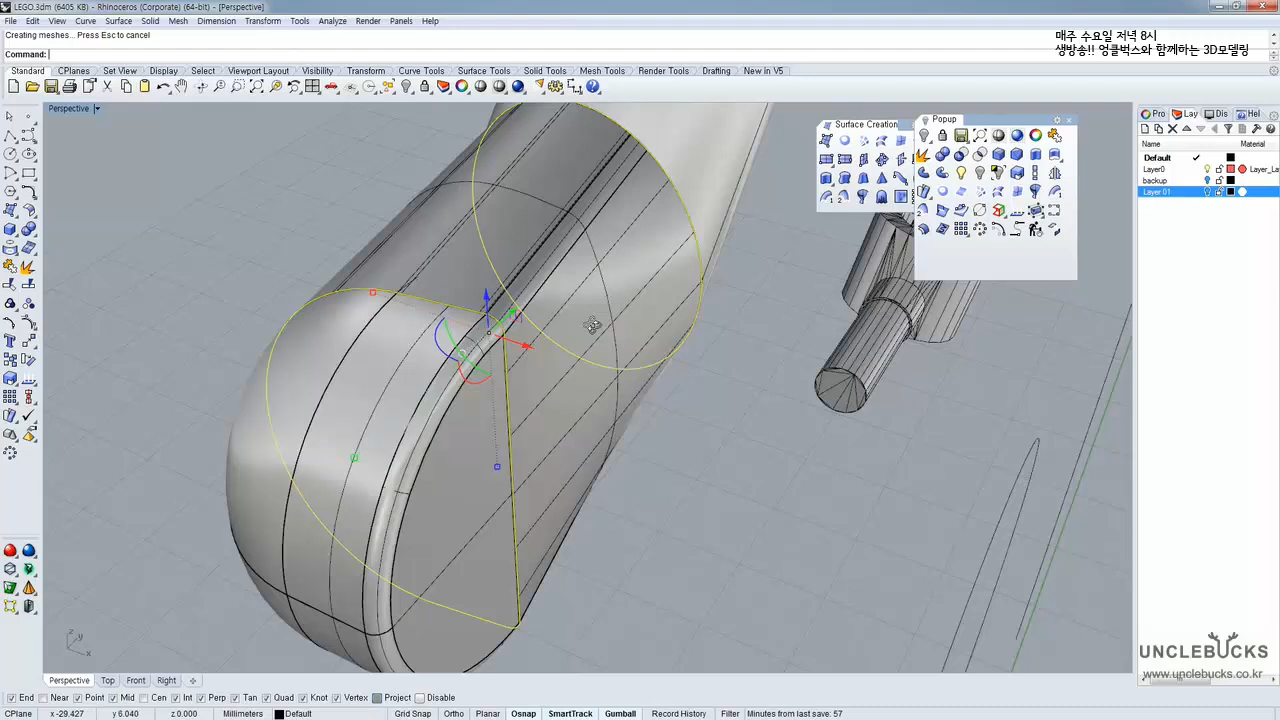 LEGO.3dm (6405 KB) - Rhinoceros (Corporate) (64-bit) - [Perspective]
File Edit View Curve Surface Solid Mesh Dimension Transform Tools Analyze Render Panels Help
Creating meshes... Press Esc to cancel
Command:
매주 수요일 저녁 8시
생방송!! 엉클벅스와 함께하는 3D모델링
Standard CPlanes Set View Display Select Viewport Layout Visibility Transform Curve Tools Surface Tools Solid Tools Mesh Tools Render Tools Drafting New in V5
Perspective
Surface Creation
Popup
Pro Lay Dis Hel
Name Material
Default
Layer0 Layer_La
backup
Layer 01
z y x
UNCLEBUCKS
www.unclebucks.co.kr
Perspective Top Front Right
End Near Point Mid Cen Int Perp Tan Quad Knot Vertex Project Disable
CPlane x -29.427 y 6.040 z 0.000 Millimeters Default Grid Snap Ortho Planar Osnap SmartTrack Gumball Record History Filter Minutes from last save: 57